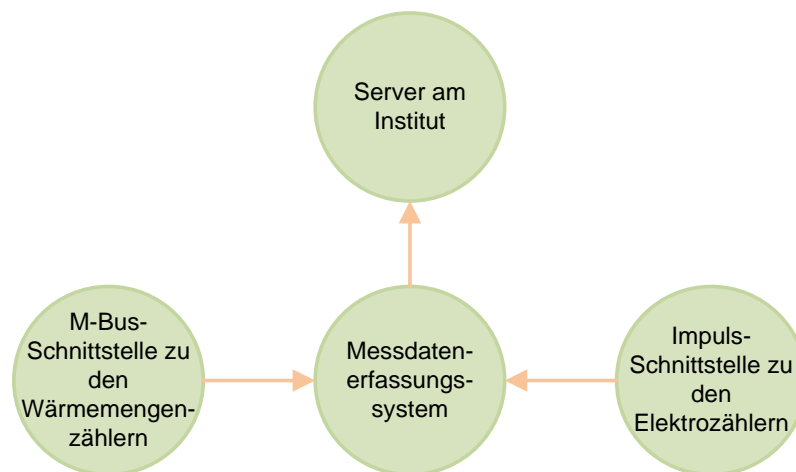 Server am
Institut
M-Bus-
Schnittstelle zu
den
Wärmemengen-
zählern
Messdaten-
erfassungs-
system
Impuls-
Schnittstelle zu
den
Elektrozählern